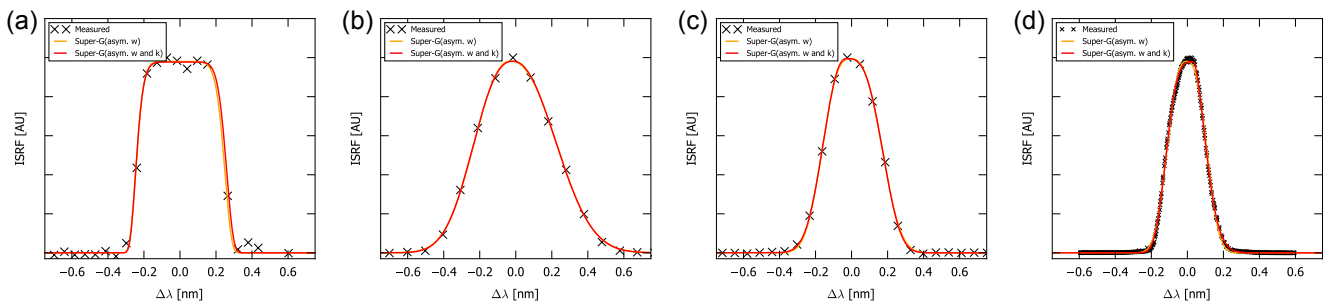 (a)
Measured
Super-G(asym. w)
Super-G(asym. w and k)
ISRF [AU]
−0.6 −0.4 −0.2 0.0 0.2 0.4 0.6
Δλ [nm]
(b)
Measured
Super-G(asym. w)
Super-G(asym. w and k)
ISRF [AU]
−0.6 −0.4 −0.2 0.0 0.2 0.4 0.6
Δλ [nm]
(c)
Measured
Super-G(asym. w)
Super-G(asym. w and k)
ISRF [AU]
−0.6 −0.4 −0.2 0.0 0.2 0.4 0.6
Δλ [nm]
(d)
Measured
Super-G(asym. w)
Super-G(asym. w and k)
ISRF [AU]
−0.6 −0.4 −0.2 0.0 0.2 0.4 0.6
Δλ [nm]